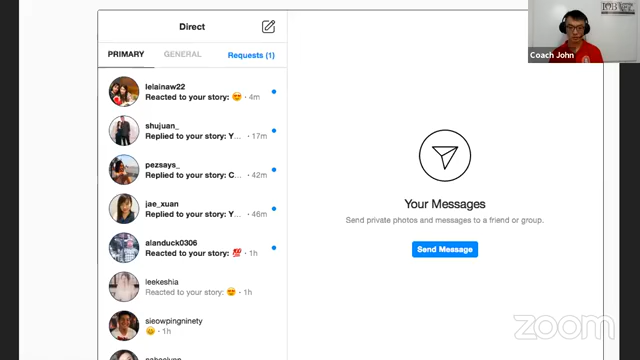 Direct
PRIMARY
GENERAL
Requests (1)
lelainaw22
Reacted to your story: 😍 · 4m
shujuan_
Replied to your story: Y... · 17m
pezsays_
Replied to your story: C... · 42m
jae_xuan
Replied to your story: Y... · 46m
alanduck0306
Reacted to your story: 💯 · 1h
leekeshia
Reacted to your story: 😍 · 1h
sieowpingninety
😊 · 1h
Your Messages
Send private photos and messages to a friend or group.
Send Message
Coach John
zoom